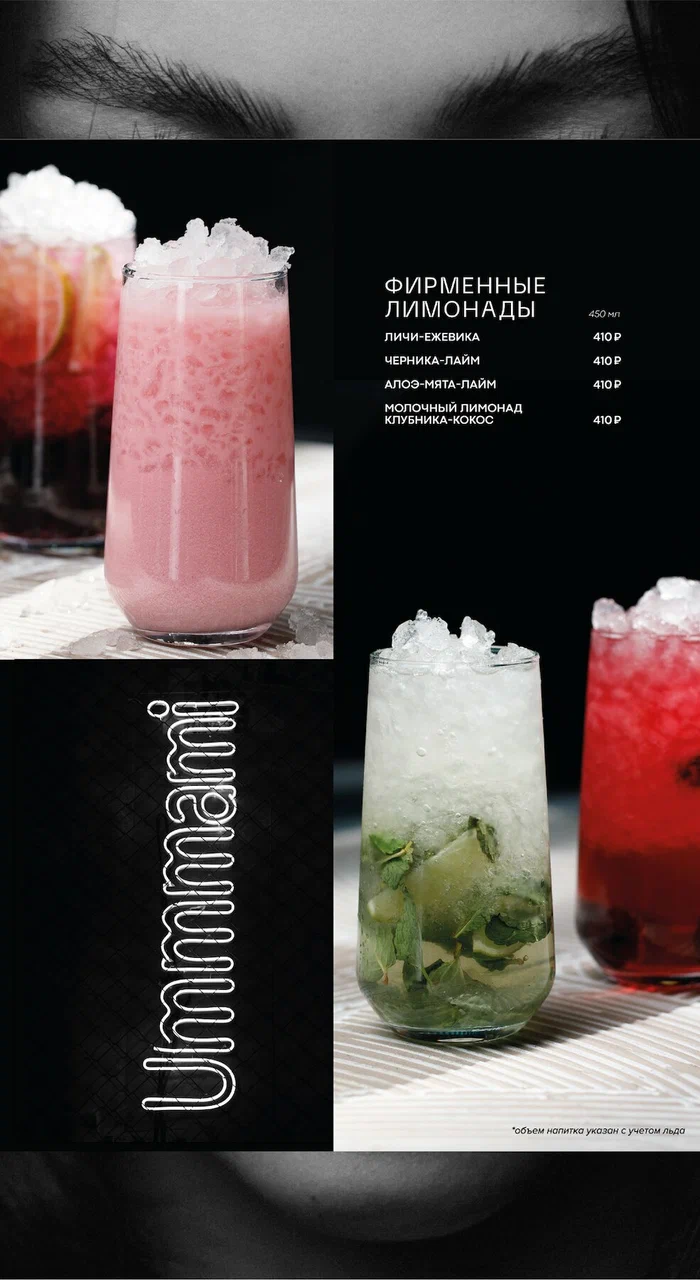 ФИРМЕННЫЕ
ЛИМОНАДЫ 450 мл
ЛИЧИ-ЕЖЕВИКА 410 ₽
ЧЕРНИКА-ЛАЙМ 410 ₽
АЛОЭ-МЯТА-ЛАЙМ 410 ₽
МОЛОЧНЫЙ ЛИМОНАД
КЛУБНИКА-КОКОС 410 ₽
Ummmami
*объем напитка указан с учетом льда